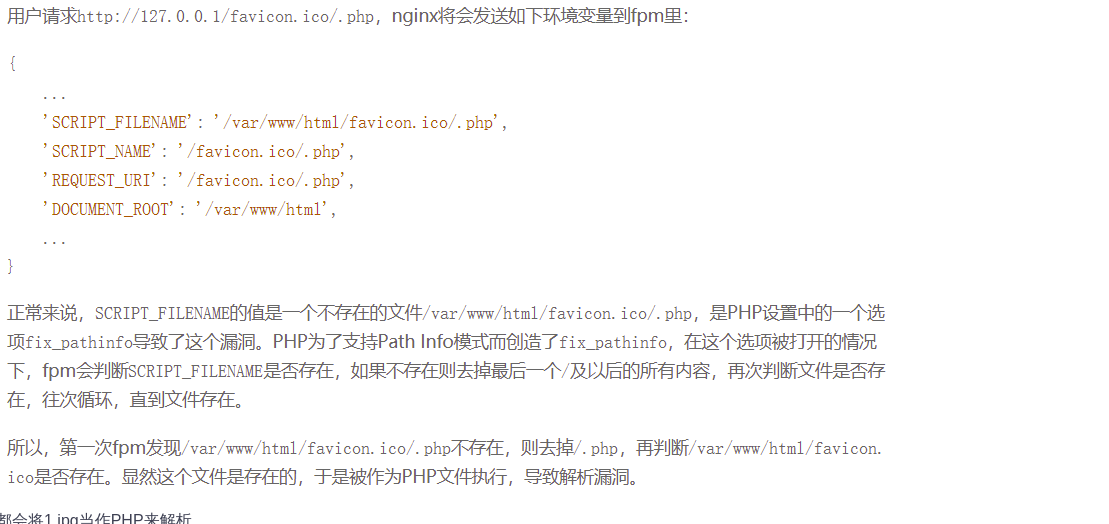 用户请求http://127.0.0.1/favicon.ico/.php，nginx将会发送如下环境变量到fpm里：
{
...
'SCRIPT_FILENAME': '/var/www/html/favicon.ico/.php',
'SCRIPT_NAME': '/favicon.ico/.php',
'REQUEST_URI': '/favicon.ico/.php',
'DOCUMENT_ROOT': '/var/www/html',
...
}
正常来说，SCRIPT_FILENAME的值是一个不存在的文件/var/www/html/favicon.ico/.php，是PHP设置中的一个选
项fix_pathinfo导致了这个漏洞。PHP为了支持Path Info模式而创造了fix_pathinfo，在这个选项被打开的情况
下，fpm会判断SCRIPT_FILENAME是否存在，如果不存在则去掉最后一个/及以后的所有内容，再次判断文件是否存
在，往次循环，直到文件存在。
所以，第一次fpm发现/var/www/html/favicon.ico/.php不存在，则去掉/.php，再判断/var/www/html/favicon.
ico是否存在。显然这个文件是存在的，于是被作为PHP文件执行，导致解析漏洞。
都会将1.jpg当作PHP来解析